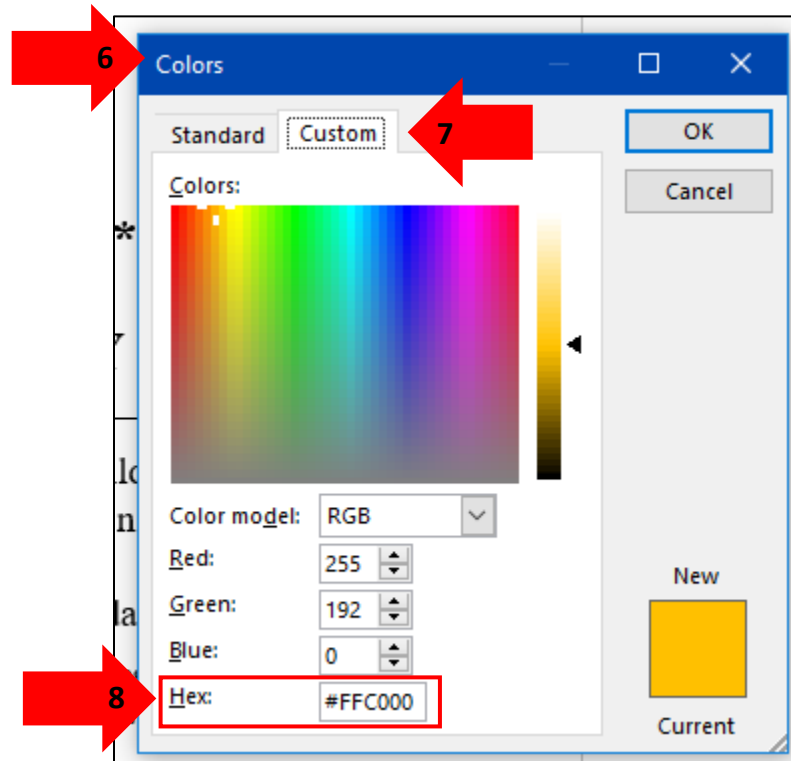 6 Colors
Standard Custom 7 OK
Colors: Cancel
*
Color model: RGB
Red: 255
Green: 192 New
Blue: 0
8 Hex: #FFC000
Current